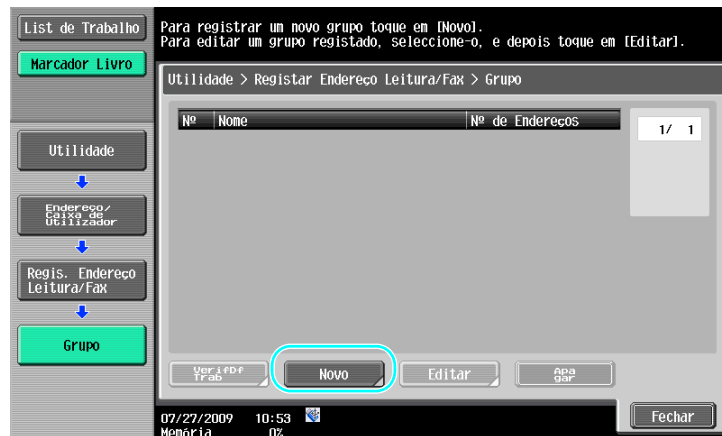 List de Trabalho
Para registrar um novo grupo toque em [Novo].
Para editar um grupo registado, seleccione-o, e depois toque em [Editar].
Marcador Livro
Utilidade > Registar Endereço Leitura/Fax > Grupo
Nº Nome Nº de Endereços
1/ 1
Utilidade
Endereço/
Caixa de
Utilizador
Regis. Endereço
Leitura/Fax
Grupo
VerifDf
Trab
Novo
Editar
Apa
gar
07/27/2009 10:53
Memória 0%
Fechar